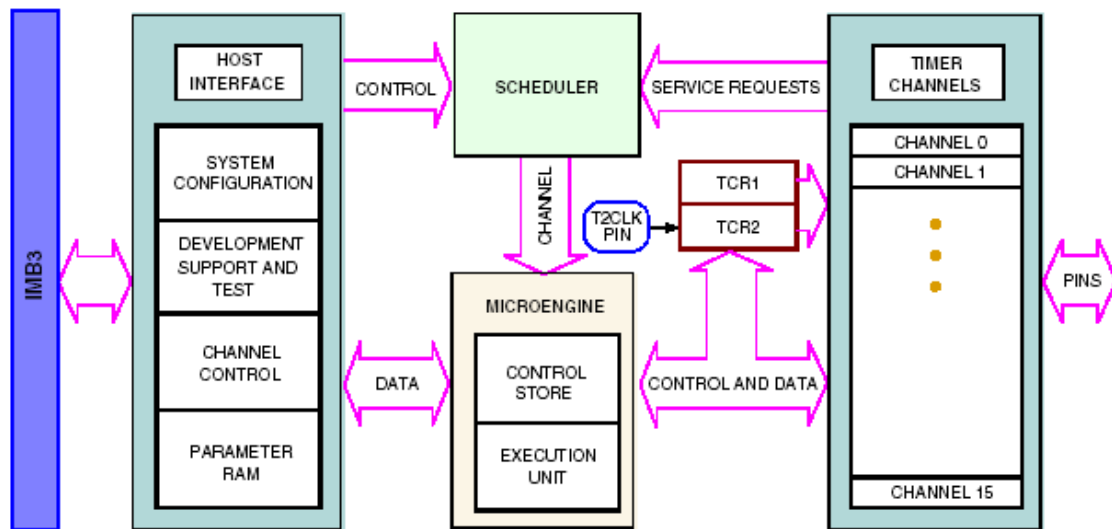 IMB3
HOST
INTERFACE
SYSTEM
CONFIGURATION
DEVELOPMENT
SUPPORT AND
TEST
CHANNEL
CONTROL
PARAMETER
RAM
CONTROL
SCHEDULER
SERVICE REQUESTS
CHANNEL
T2CLK
PIN
TCR1
TCR2
MICROENGINE
CONTROL
STORE
EXECUTION
UNIT
DATA
CONTROL AND DATA
TIMER
CHANNELS
CHANNEL 0
CHANNEL 1
CHANNEL 15
PINS